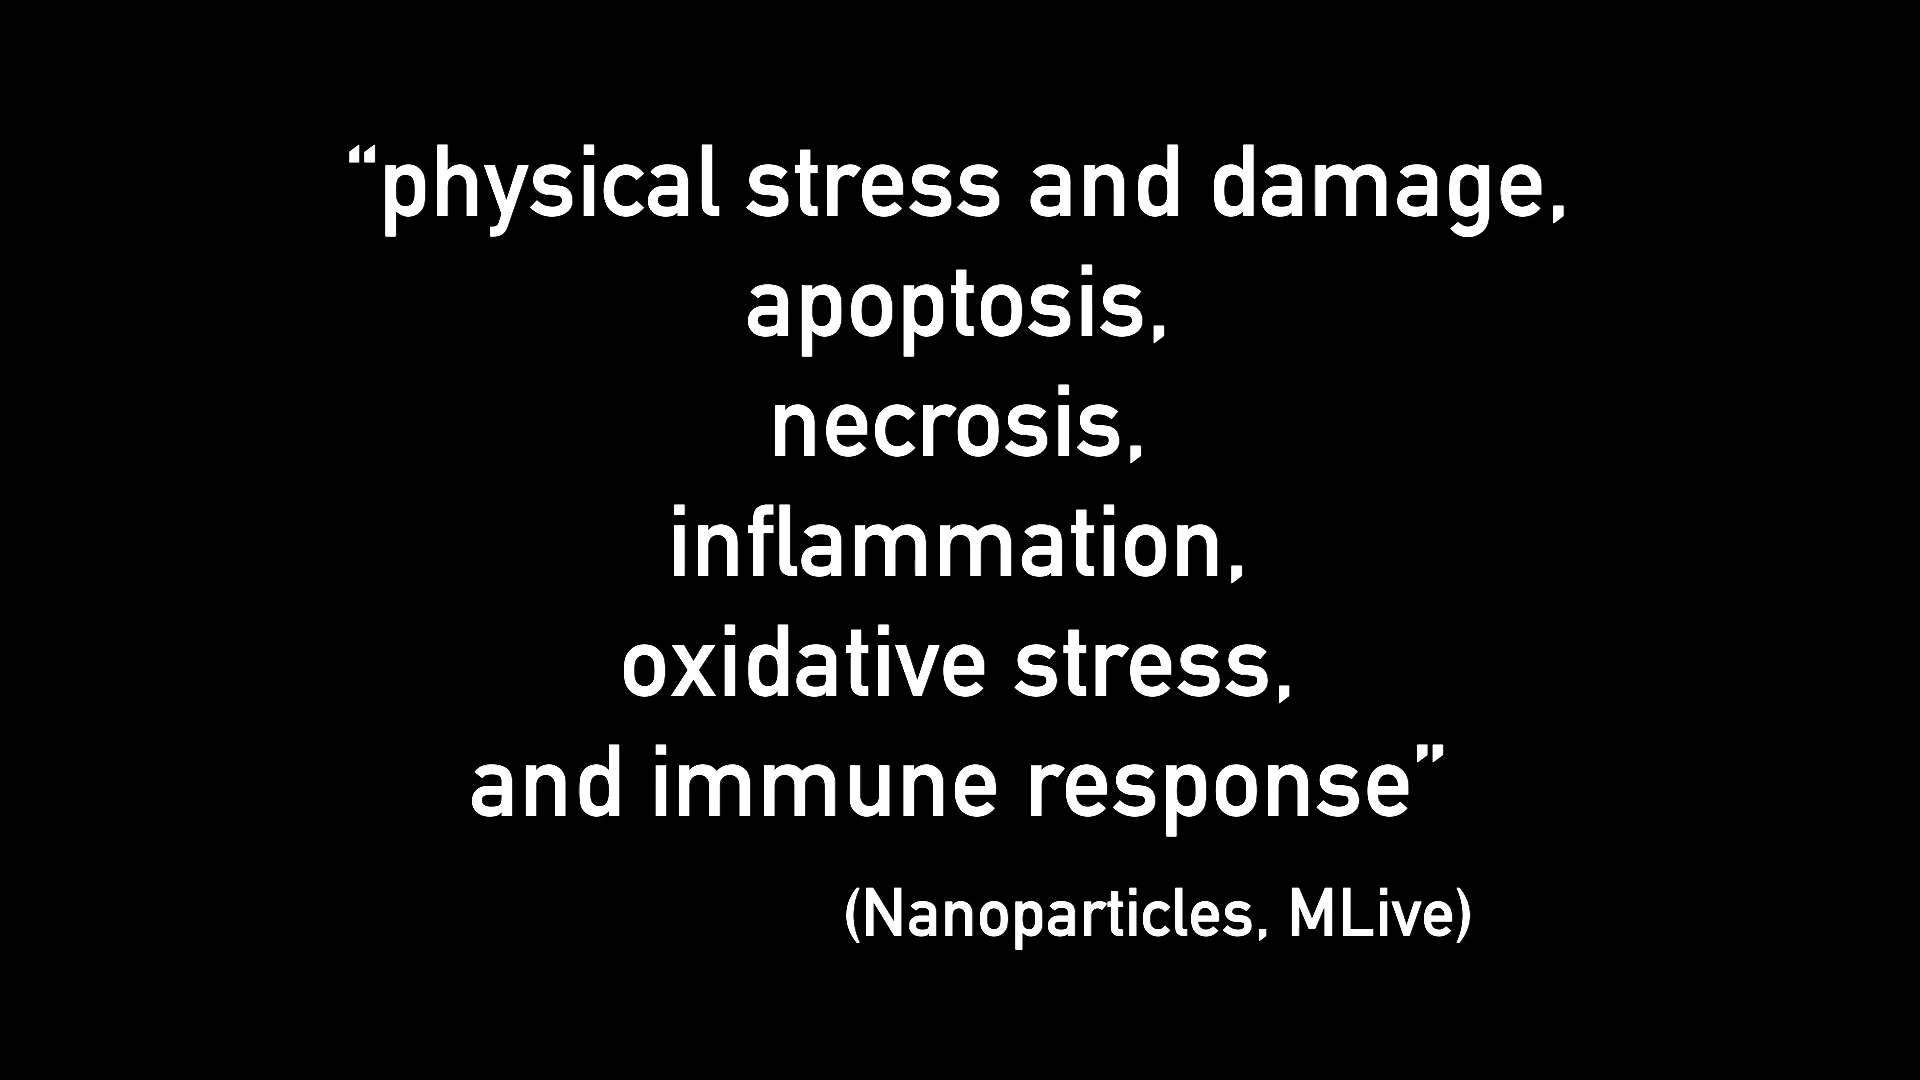 “physical stress and damage,
apoptosis,
necrosis,
inflammation,
oxidative stress,
and immune response”
(Nanoparticles, MLive)